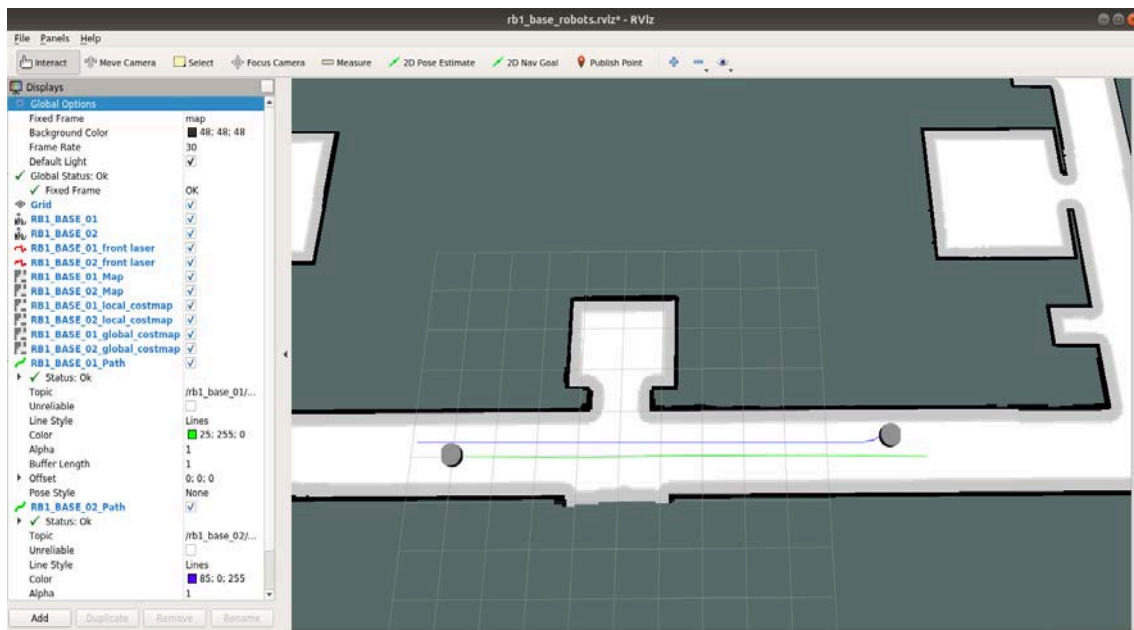 rb1_base_robots.rviz* - RViz
File Panels Help
Interact Move Camera Select Focus Camera Measure 2D Pose Estimate 2D Nav Goal Publish Point
Displays
Global Options
Fixed Frame map
Background Color 48; 48; 48
Frame Rate 30
Default Light
Global Status: Ok
Fixed Frame OK
Grid
RB1_BASE_01
RB1_BASE_02
RB1_BASE_01_front laser
RB1_BASE_02_front laser
RB1_BASE_01_Map
RB1_BASE_02_Map
RB1_BASE_01_local_costmap
RB1_BASE_02_local_costmap
RB1_BASE_01_global_costmap
RB1_BASE_02_global_costmap
RB1_BASE_01_Path
Status: Ok
Topic /rb1_base_01/...
Unreliable
Line Style Lines
Color 25; 255; 0
Alpha 1
Buffer Length 1
Offset 0; 0; 0
Pose Style None
RB1_BASE_02_Path
Status: Ok
Topic /rb1_base_02/...
Unreliable
Line Style Lines
Color 85; 0; 255
Alpha 1
Add Duplicate Remove Rename